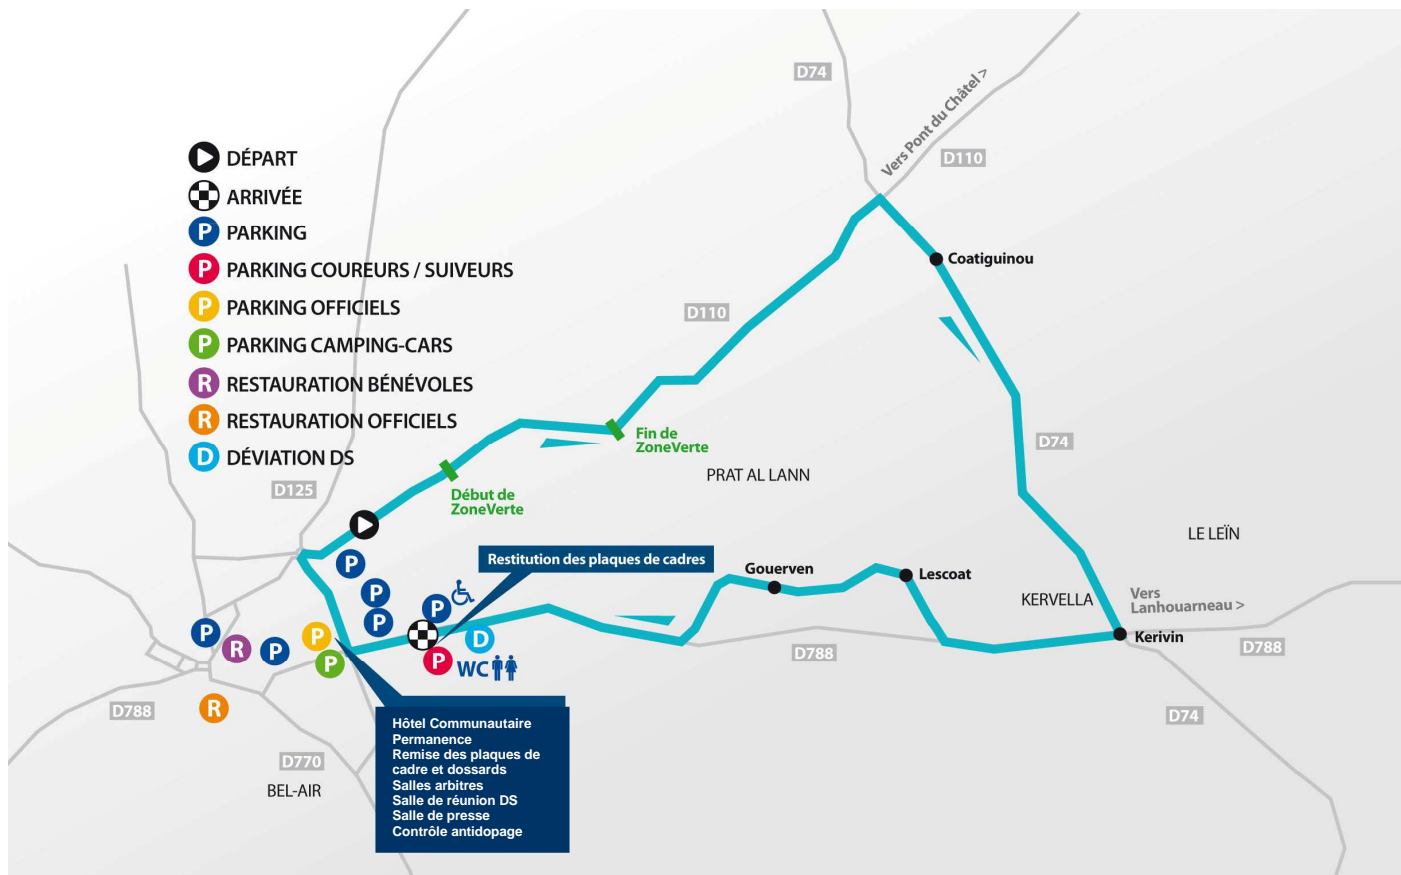 D74
Vers Pont du Châtel >
D110
P DÉPART
ARRIVÉE
P PARKING
P PARKING COUREURS / SUIVEURS
P PARKING OFFICIELS
P PARKING CAMPING-CARS
R RESTAURATION BÉNÉVOLES
R RESTAURATION OFFICIELS
D DÉVIATION DS
Coatiguinou
D110
Fin de
ZoneVerte
D74
PRAT AL LANN
D125
Début de
ZoneVerte
LE LEÏN
Restitution des plaques de cadres
P
P
P
P
Gouerven
Lescoat
KERVELLA
Vers
Lanhouarneau >
Kerivin
P
R
P
P
P
D
P
WC
D788
D788
D788
R
D74
D770
BEL-AIR
Hôtel Communautaire
Permanence
Remise des plaques de
cadre et dossards
Salles arbitres
Salle de réunion DS
Salle de presse
Contrôle antidopage